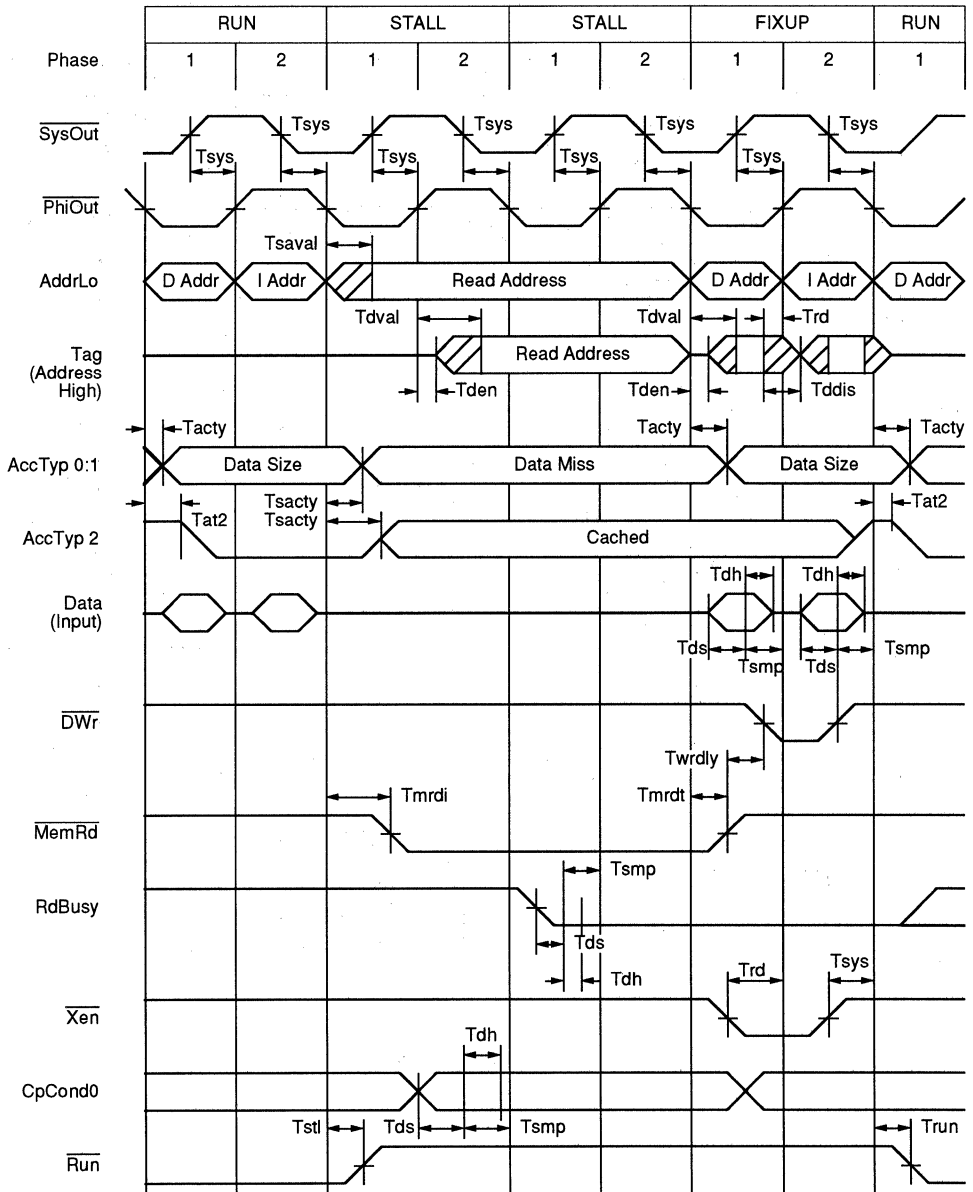 RUN STALL STALL FIXUP RUN
Phase 1 2 1 2 1 2 1 2 1
SysOut Tsys Tsys Tsys Tsys
Tsys Tsys Tsys Tsys
PhiOut
Tsaval
AddrLo D Addr I Addr Read Address D Addr I Addr D Addr
Tdval Tdval Trd
Tag
(Address
High)
Read Address
Tden Tden Tddis
Tacty Tacty Tacty
AccTyp 0:1 Data Size Data Miss Data Size
Tsacty
Tat2 Tsacty Tat2
AccTyp 2 Cached
Tdh Tdh
Data
(Input)
Tds Tsmp Tds Tsmp
DWr
Twrdly
Tmrdi Tmrdt
MemRd
Tsmp
RdBusy
Tds
Tdh
Trd Tsys
Xen
Tdh
CpCond0
Tstl Tds Tsmp Trun
Run